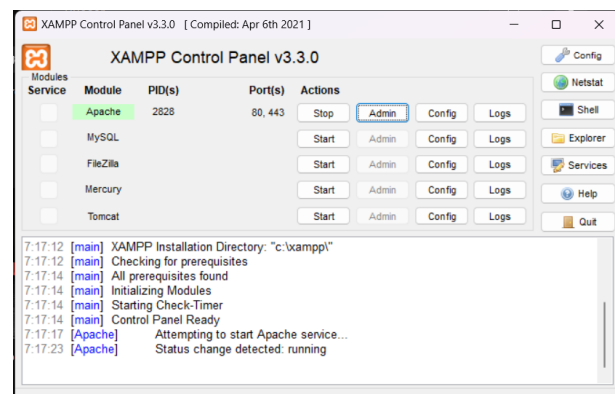 XAMPP Control Panel v3.3.0 [ Compiled: Apr 6th 2021 ]
XAMPP Control Panel v3.3.0
Config
Modules
Service Module PID(s) Port(s) Actions
Netstat
Apache 2828 80, 443 Stop Admin Config Logs
Shell
MySQL Start Admin Config Logs
Explorer
FileZilla Start Admin Config Logs
Services
Mercury Start Admin Config Logs
Help
Tomcat Start Admin Config Logs
Quit
7:17:12 [main] XAMPP Installation Directory: "c:\xampp\"
7:17:12 [main] Checking for prerequisites
7:17:14 [main] All prerequisites found
7:17:14 [main] Initializing Modules
7:17:14 [main] Starting Check-Timer
7:17:14 [main] Control Panel Ready
7:17:17 [Apache] Attempting to start Apache service...
7:17:23 [Apache] Status change detected: running